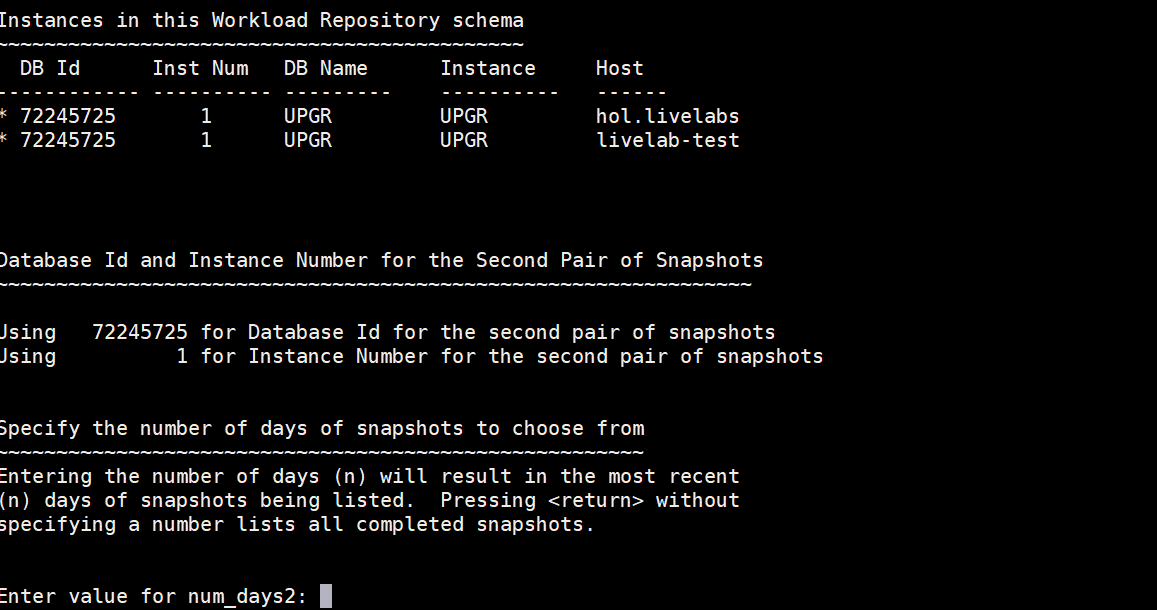 Instances in this Workload Repository schema
~~~~~~~~~~~~~~~~~~~~~~~~~~~~~~~~~~~~~~~~~~~~
  DB Id      Inst Num   DB Name      Instance     Host
------------ ---------- ---------    ----------   ------
* 72245725       1      UPGR         UPGR         hol.livelabs
* 72245725       1      UPGR         UPGR         livelab-test
Database Id and Instance Number for the Second Pair of Snapshots
~~~~~~~~~~~~~~~~~~~~~~~~~~~~~~~~~~~~~~~~~~~~~~~~~~~~~~~~~~~~~~~
Using   72245725 for Database Id for the second pair of snapshots
Using          1 for Instance Number for the second pair of snapshots
Specify the number of days of snapshots to choose from
~~~~~~~~~~~~~~~~~~~~~~~~~~~~~~~~~~~~~~~~~~~~~~~~~~~~~~
Entering the number of days (n) will result in the most recent
(n) days of snapshots being listed.  Pressing <return> without
specifying a number lists all completed snapshots.
Enter value for num_days2: